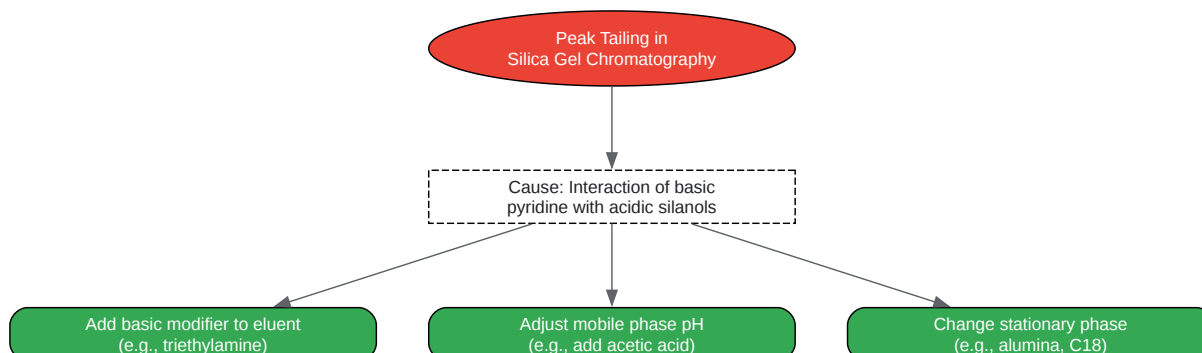 Peak Tailing in
Silica Gel Chromatography
Cause: Interaction of basic
pyridine with acidic silanols
Add basic modifier to eluent
(e.g., triethylamine)
Adjust mobile phase pH
(e.g., add acetic acid)
Change stationary phase
(e.g., alumina, C18)